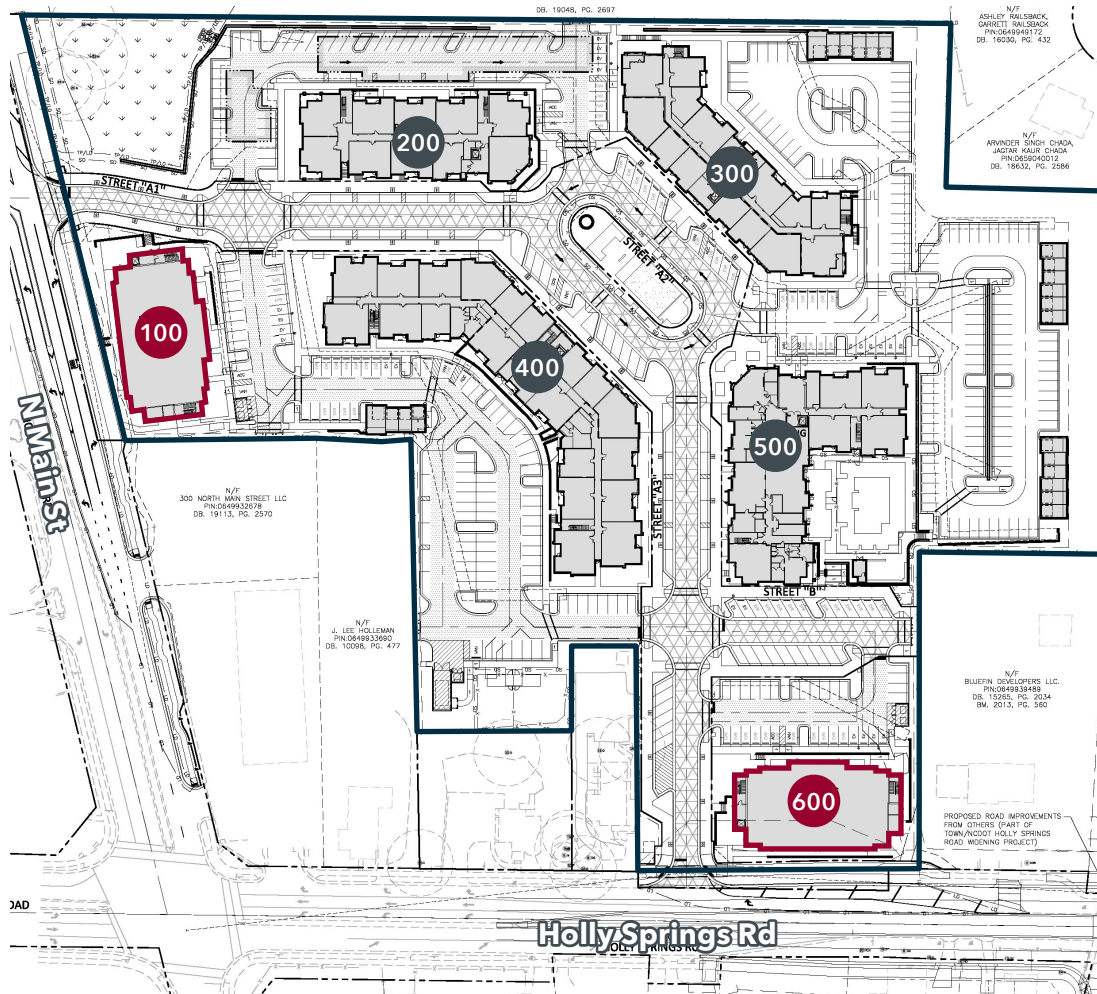 DB. 19048, PG. 2697
N/F
ASHLEY RAILSBACK,
GARRETT RAILSBACK
PIN:0649949172
DB. 16030, PG. 432
N/F
ARVINDER SINGH CHADA,
JAGTAR KAUR CHADA
PIN:0659040012
DB. 18632, PG. 2586
200
300
STREET "A1"
STREET "A2"
100
400
500
N Main St
N/F
300 NORTH MAIN STREET LLC
PIN:0649932678
DB. 19113, PG. 2570
STREET "A3"
STREET "B"
N/F
J. LEE HOLLEMAN
PIN:0649933690
DB. 10098, PG. 477
N/F
BLUEFIN DEVELOPERS LLC.
PIN:0649939489
DB. 15265, PG. 2034
BM. 2013, PG. 560
600
PROPOSED ROAD IMPROVEMENTS
FROM OTHERS (PART OF
TOWN/NCDOT HOLLY SPRINGS
ROAD WIDENING PROJECT)
OAD
Holly Springs Rd